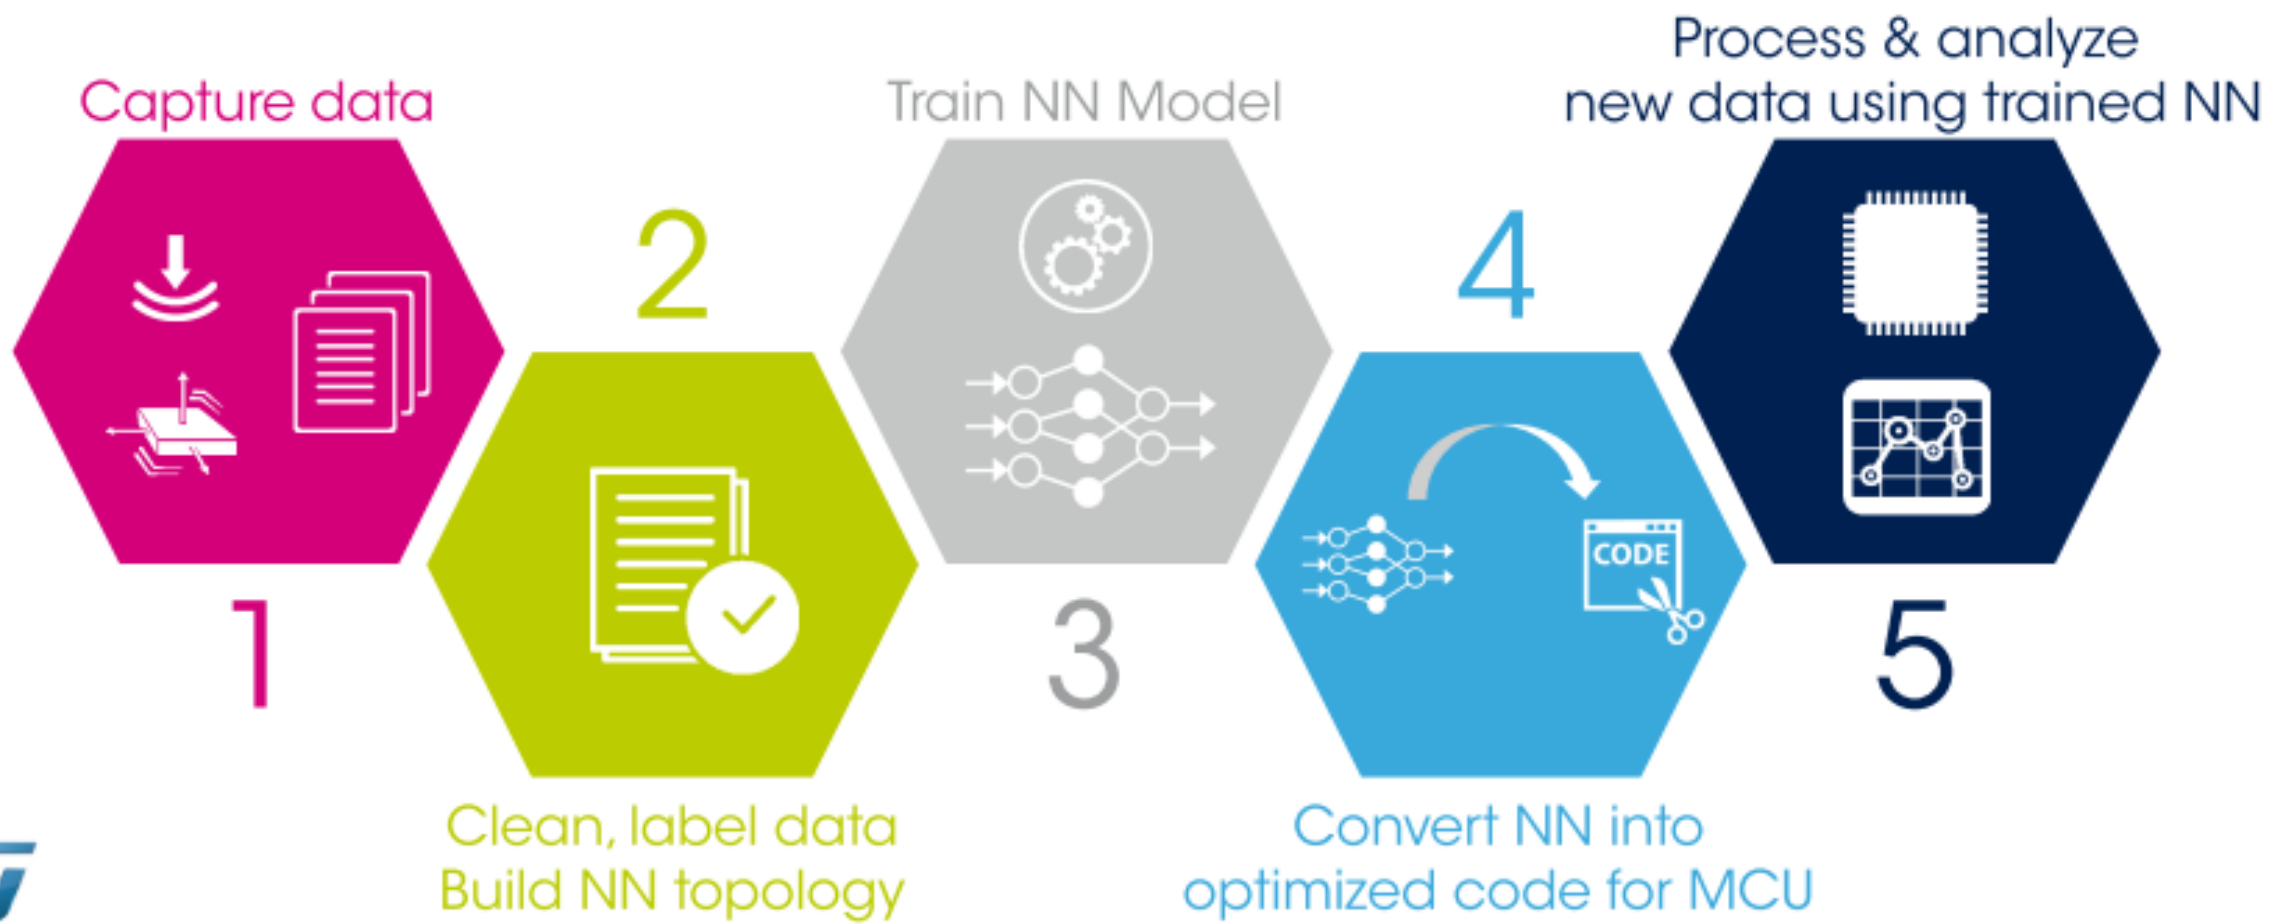 Capture data
1
2
Clean, label data
Build NN topology
Train NN Model
3
4
CODE
Convert NN into
optimized code for MCU
Process & analyze
new data using trained NN
5